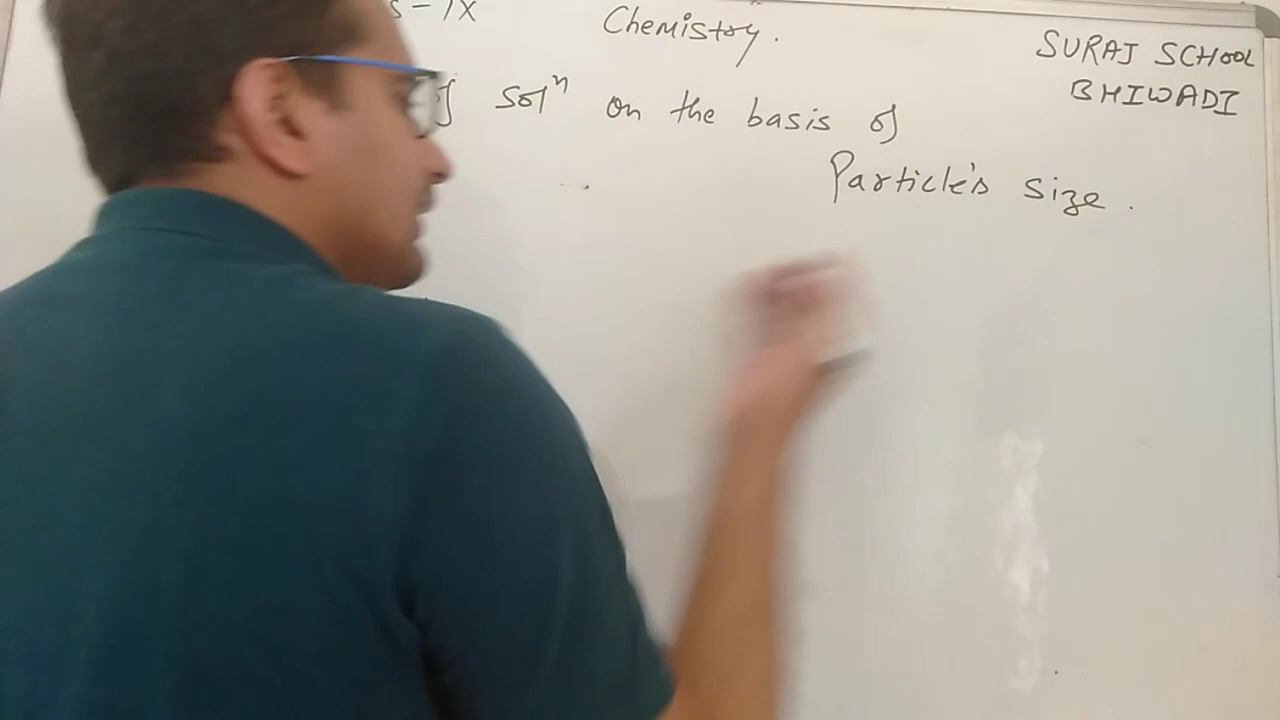 s - IX
Chemistry.
SURAJ SCHOOL
BHIWADI
of solⁿ on the basis of
Particle's size.